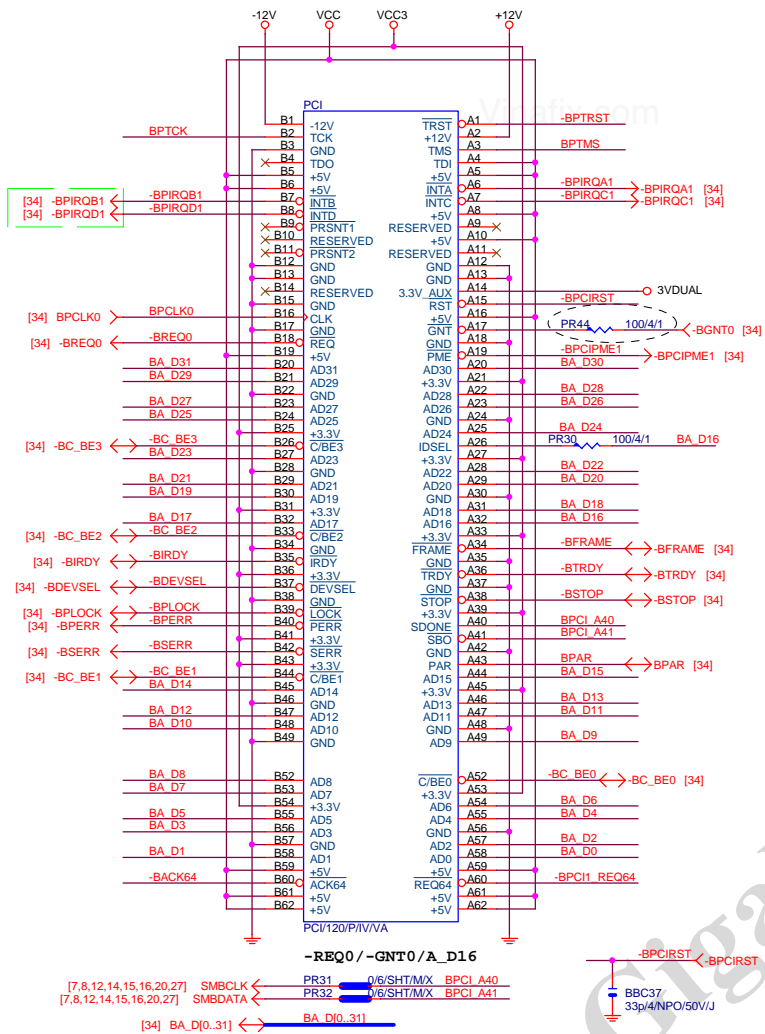 -12V VCC VCC3 +12V
Vinafix.com
PCI
B1 -12V TRST A1 -BPTRST
BPTCK B2 TCK +12V A2
B3 GND TMS A3 BPTMS
B4 TDO TDI A4
B5 +5V +5V A5
B6 +5V INTA A6 -BPIRQA1 -BPIRQA1 [34]
[34] -BPIRQB1 -BPIRQB1 B7 INTB INTC A7 -BPIRQC1 -BPIRQC1 [34]
[34] -BPIRQD1 -BPIRQD1 B8 INTD +5V A8
B9 PRSNT1 RESERVED A9
B10 RESERVED +5V A10
B11 PRSNT2 RESERVED A11
B12 GND GND A12
B13 GND GND A13
B14 RESERVED 3.3V_AUX A14 3VDUAL
B15 GND RST A15 -BPCIRST
[34] BPCLK0 BPCLK0 B16 CLK +5V A16
B17 GND GNT A17 PR44 100/4/1 -BGNT0 [34]
[34] -BREQ0 -BREQ0 B18 REQ GND A18
B19 +5V PME A19 -BPCIPME1 -BPCIPME1 [34]
BA_D31 B20 AD31 AD30 A20 BA_D30
BA_D29 B21 AD29 +3.3V A21
B22 GND AD28 A22 BA_D28
BA_D27 B23 AD27 AD26 A23 BA_D26
BA_D25 B24 AD25 GND A24
B25 +3.3V AD24 A25 BA_D24
[34] -BC_BE3 -BC_BE3 B26 C/BE3 IDSEL A26 PR30 100/4/1 BA_D16
BA_D23 B27 AD23 +3.3V A27
B28 GND AD22 A28 BA_D22
BA_D21 B29 AD21 AD20 A29 BA_D20
BA_D19 B30 AD19 GND A30
B31 +3.3V AD18 A31 BA_D18
BA_D17 B32 AD17 AD16 A32 BA_D16
[34] -BC_BE2 -BC_BE2 B33 C/BE2 +3.3V A33
B34 GND FRAME A34 -BFRAME -BFRAME [34]
[34] -BIRDY -BIRDY B35 IRDY GND A35
B36 +3.3V TRDY A36 -BTRDY -BTRDY [34]
[34] -BDEVSEL -BDEVSEL B37 DEVSEL GND A37
B38 GND STOP A38 -BSTOP -BSTOP [34]
[34] -BPLOCK -BPLOCK B39 LOCK +3.3V A39
[34] -BPERR -BPERR B40 PERR SDONE A40 BPCI_A40
B41 +3.3V SBO A41 BPCI_A41
[34] -BSERR -BSERR B42 SERR GND A42
B43 +3.3V PAR A43 BPAR BPAR [34]
[34] -BC_BE1 -BC_BE1 B44 C/BE1 AD15 A44 BA_D15
BA_D14 B45 AD14 +3.3V A45
B46 GND AD13 A46 BA_D13
BA_D12 B47 AD12 AD11 A47 BA_D11
BA_D10 B48 AD10 GND A48
B49 GND AD9 A49 BA_D9
BA_D8 B52 AD8 C/BE0 A52 -BC_BE0 -BC_BE0 [34]
BA_D7 B53 AD7 +3.3V A53
B54 +3.3V AD6 A54 BA_D6
BA_D5 B55 AD5 AD4 A55 BA_D4
BA_D3 B56 AD3 GND A56
B57 GND AD2 A57 BA_D2
BA_D1 B58 AD1 AD0 A58 BA_D0
B59 +5V +5V A59
-BACK64 B60 ACK64 REQ64 A60 -BPCI1_REQ64
B61 +5V +5V A61
B62 +5V +5V A62
PCI/120/P/IV/VA
-REQ0/-GNT0/A_D16
-BPCIRST -BPCIRST
[7,8,12,14,15,16,20,27] SMBCLK PR31 0/6/SHT/M/X BPCI_A40
[7,8,12,14,15,16,20,27] SMBDATA PR32 0/6/SHT/M/X BPCI_A41
BBC37
33p/4/NPO/50V/J
[34] BA_D[0..31] BA_D[0..31]
Giga